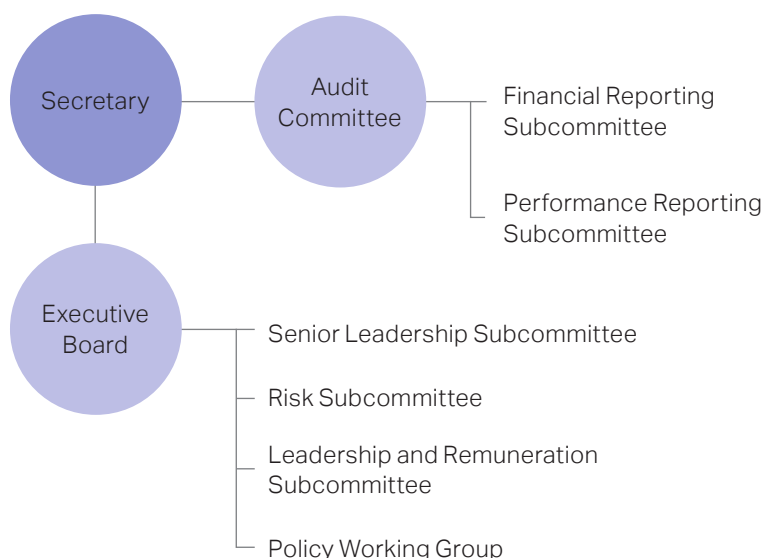 Secretary
Audit
Committee
Financial Reporting
Subcommittee
Performance Reporting
Subcommittee
Executive
Board
Senior Leadership Subcommittee
Risk Subcommittee
Leadership and Remuneration
Subcommittee
Policy Working Group